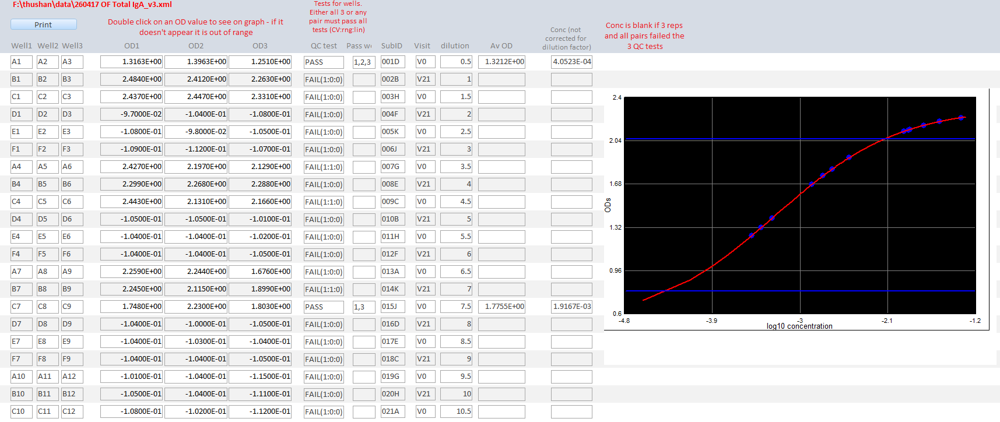 F:\thushan\data\260417 OF Total IgA_v3.xml
Print
Double click on an OD value to see on graph - if it
doesn't appear it is out of range
Tests for wells.
Either all 3 or any
pair must pass all
tests (CV:rng:lin)
Conc (not
corrected for
dilution factor)
Conc is blank if 3 reps
and all pairs failed the
3 QC tests
Well1 Well2 Well3 OD1 OD2 OD3 QC test Pass we SubID Visit dilution Av OD
A1 A2 A3 1.3163E+00 1.3963E+00 1.2510E+00 PASS 1,2,3 001D V0 0.5 1.3212E+00 4.0523E-04
B1 B2 B3 2.4840E+00 2.4120E+00 2.2630E+00 FAIL(1:0:0) 002B V21 1
C1 C2 C3 2.4370E+00 2.4470E+00 2.3310E+00 FAIL(1:0:0) 003H V0 1.5
D1 D2 D3 -9.7000E-02 -1.0400E-01 -1.0800E-01 FAIL(1:0:0) 004F V21 2
E1 E2 E3 -1.0800E-01 -9.8000E-02 -1.0500E-01 FAIL(1:0:0) 005K V0 2.5
F1 F2 F3 -1.0900E-01 -1.1200E-01 -1.0700E-01 FAIL(1:0:0) 006J V21 3
A4 A5 A6 2.4270E+00 2.1970E+00 2.1290E+00 FAIL(1:1:0) 007G V0 3.5
B4 B5 B6 2.2990E+00 2.2680E+00 2.2880E+00 FAIL(1:0:0) 008E V21 4
C4 C5 C6 2.4430E+00 2.1310E+00 2.1660E+00 FAIL(1:1:0) 009C V0 4.5
D4 D5 D6 -1.0500E-01 -1.0500E-01 -1.0100E-01 FAIL(1:0:0) 010B V21 5
E4 E5 E6 -1.0400E-01 -1.0400E-01 -1.0200E-01 FAIL(1:0:0) 011H V0 5.5
F4 F5 F6 -1.0400E-01 -1.0400E-01 -1.0500E-01 FAIL(1:0:0) 012F V21 6
A7 A8 A9 2.2590E+00 2.2440E+00 1.6760E+00 FAIL(1:0:0) 013A V0 6.5
B7 B8 B9 2.2450E+00 2.1150E+00 1.8990E+00 FAIL(1:1:0) 014K V21 7
C7 C8 C9 1.7480E+00 2.2300E+00 1.8030E+00 PASS 1,3 015J V0 7.5 1.7755E+00 1.9167E-03
D7 D8 D9 -1.0400E-01 -1.0000E-01 -1.0500E-01 FAIL(1:0:0) 016D V21 8
E7 E8 E9 -1.0400E-01 -1.0300E-01 -1.0400E-01 FAIL(1:0:0) 017E V0 8.5
F7 F8 F9 -1.0400E-01 -1.0400E-01 -1.0500E-01 FAIL(1:0:0) 018C V21 9
A10 A11 A12 -1.0100E-01 -1.0400E-01 -1.1500E-01 FAIL(1:0:0) 019G V0 9.5
B10 B11 B12 -1.0500E-01 -1.0400E-01 -1.1100E-01 FAIL(1:0:0) 020H V21 10
C10 C11 C12 -1.0800E-01 -1.0200E-01 -1.1200E-01 FAIL(1:0:0) 021A V0 10.5
2.4
2.04
1.68
1.32
0.96
0.6
ODs
-4.8 -3.9 -3 -2.1 -1.2
log10 concentration